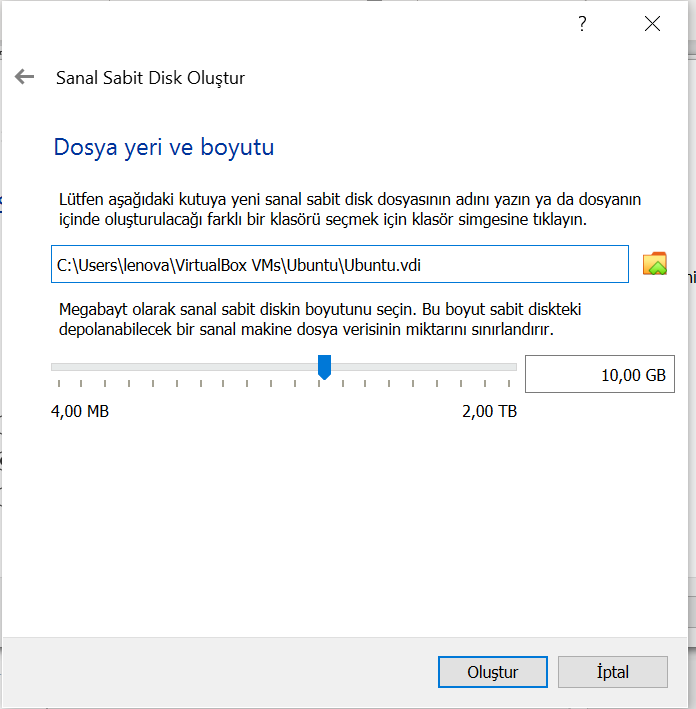 ?
Sanal Sabit Disk Oluştur
Dosya yeri ve boyutu
Lütfen aşağıdaki kutuya yeni sanal sabit disk dosyasının adını yazın ya da dosyanın
içinde oluşturulacağı farklı bir klasörü seçmek için klasör simgesine tıklayın.
C:\Users\lenova\VirtualBox VMs\Ubuntu\Ubuntu.vdi
Megabayt olarak sanal sabit diskin boyutunu seçin. Bu boyut sabit diskteki
depolanabilecek bir sanal makine dosya verisinin miktarını sınırlandırır.
10,00 GB
4,00 MB 2,00 TB
Oluştur İptal